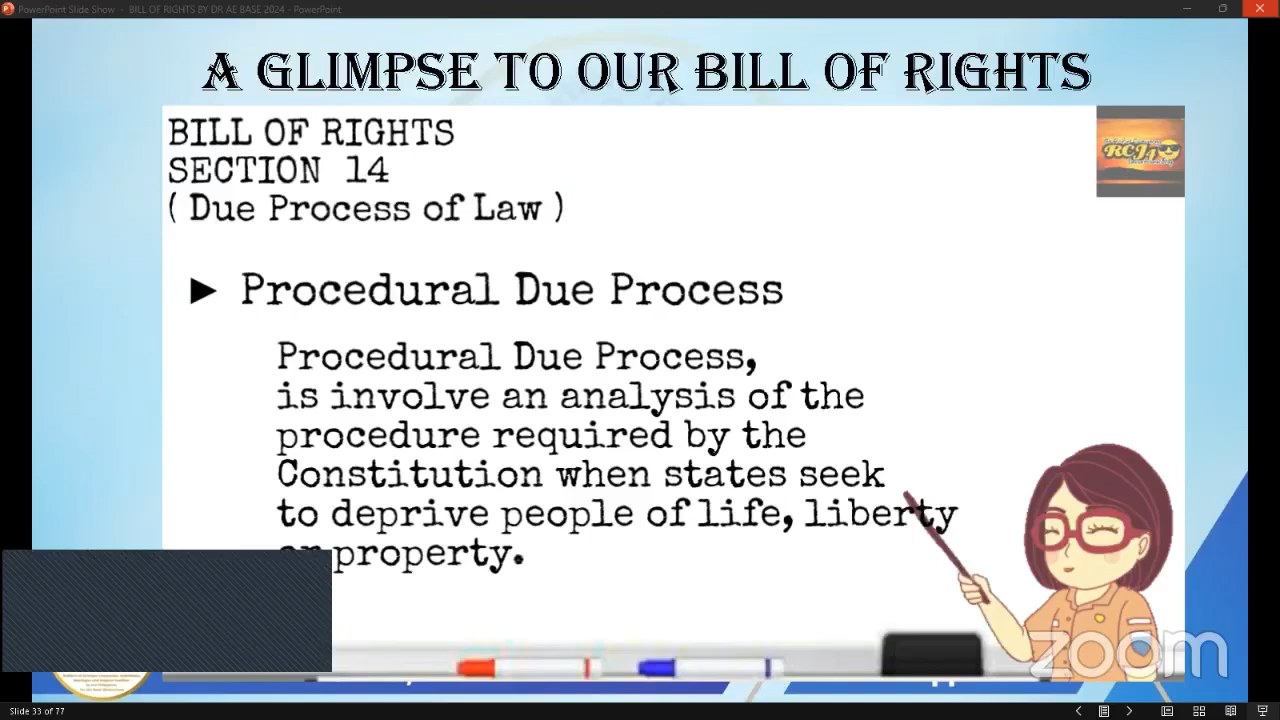 PowerPoint Slide Show - BILL OF RIGHTS BY DR AE BASE 2024 - PowerPoint
A GLIMPSE TO OUR BILL OF RIGHTS
BILL OF RIGHTS
SECTION 14
( Due Process of Law )
► Procedural Due Process
Procedural Due Process,
is involve an analysis of the
procedure required by the
Constitution when states seek
to deprive people of life, liberty
or property.
RCJ4
zoom
Slide 33 of 77